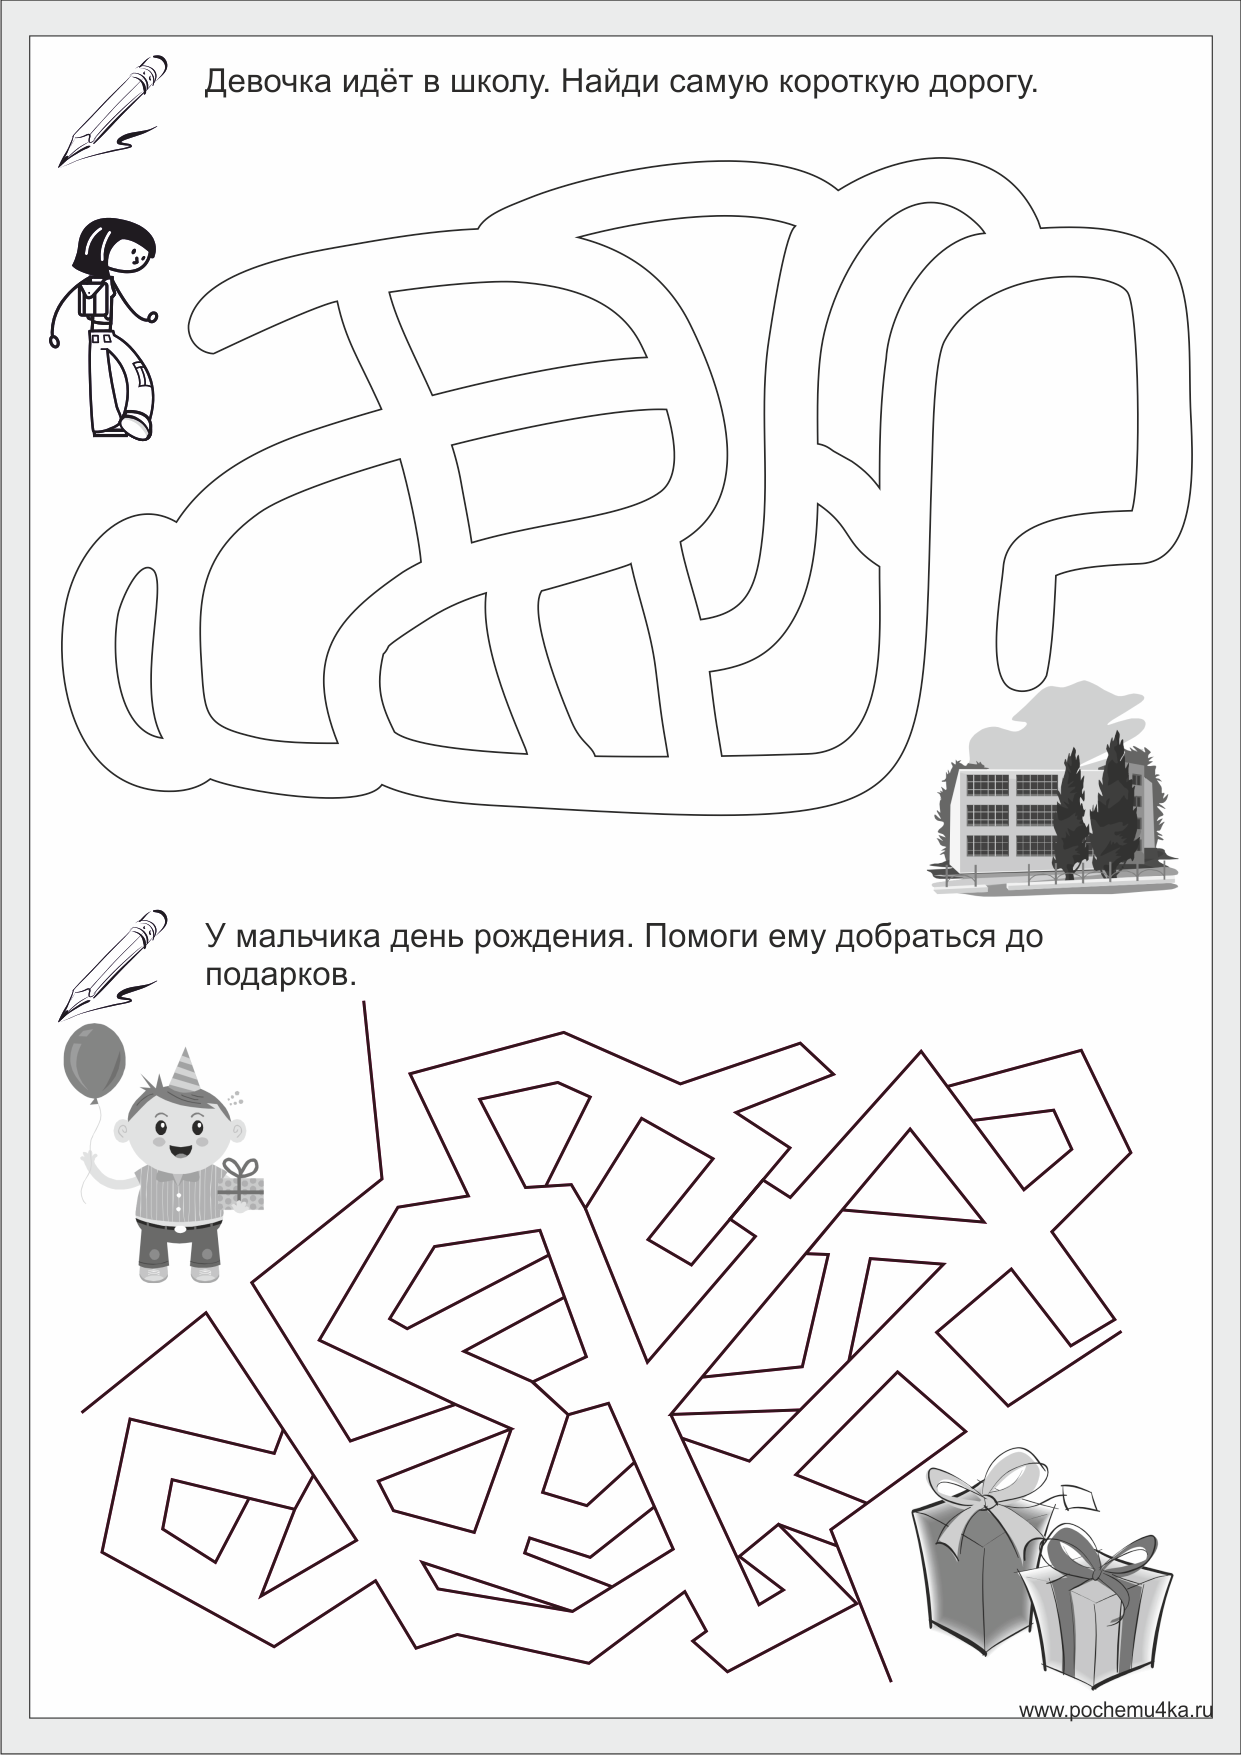 Девочка идёт в школу. Найди самую короткую дорогу.
У мальчика день рождения. Помоги ему добраться до
подарков.
www.pochemu4ka.ru